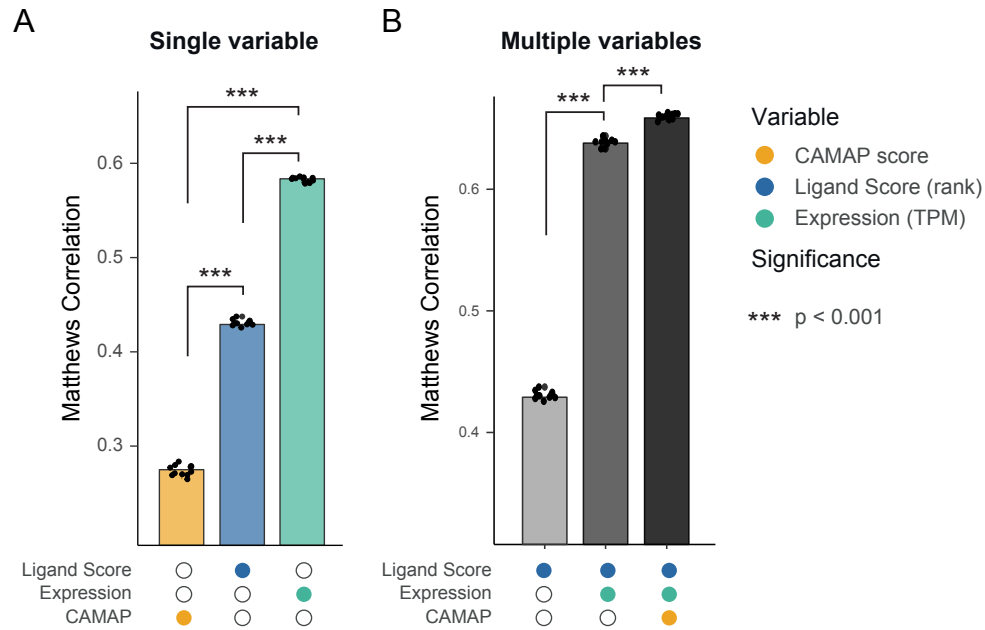 A
Single variable
Matthews Correlation
0.6
0.5
0.4
0.3
***
***
***
Ligand Score
Expression
CAMAP
B
Multiple variables
Matthews Correlation
0.6
0.5
0.4
***
***
Ligand Score
Expression
CAMAP
Variable
CAMAP score
Ligand Score (rank)
Expression (TPM)
Significance
*** p < 0.001